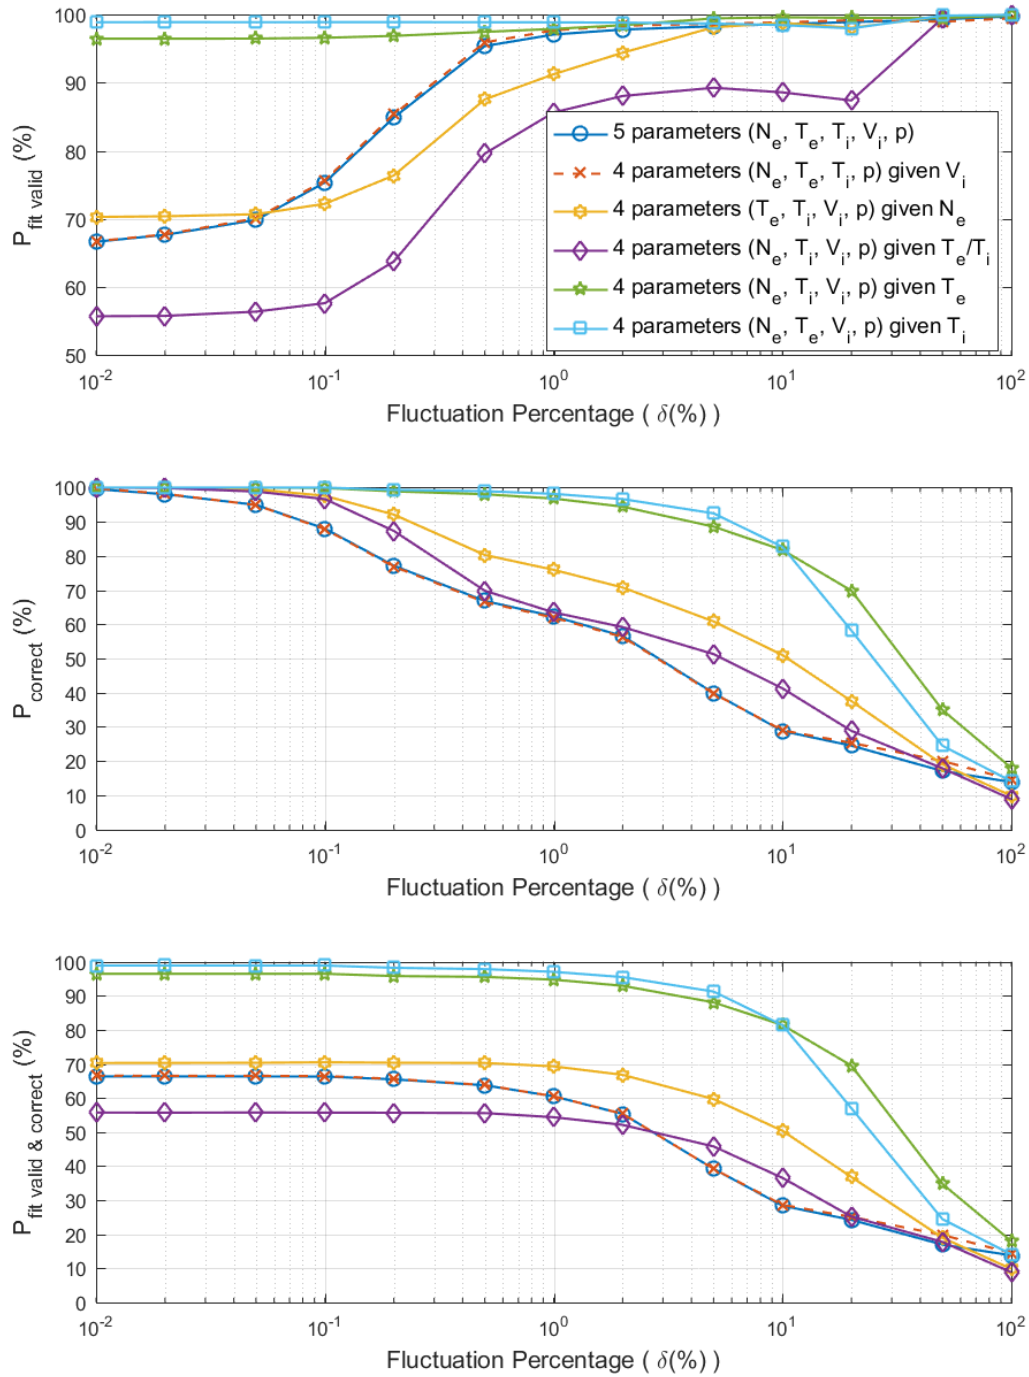 100
90
80
70
60
50
P_fit valid (%)
5 parameters (N_e, T_e, T_i, V_i, p)
4 parameters (N_e, T_e, T_i, p) given V_i
4 parameters (T_e, T_i, V_i, p) given N_e
4 parameters (N_e, T_i, V_i, p) given T_e/T_i
4 parameters (N_e, T_i, V_i, p) given T_e
4 parameters (N_e, T_e, V_i, p) given T_i
10^-2 10^-1 10^0 10^1 10^2
Fluctuation Percentage ( δ(%) )
100
90
80
70
60
50
40
30
20
10
0
P_correct (%)
10^-2 10^-1 10^0 10^1 10^2
Fluctuation Percentage ( δ(%) )
100
90
80
70
60
50
40
30
20
10
0
P_fit valid & correct (%)
10^-2 10^-1 10^0 10^1 10^2
Fluctuation Percentage ( δ(%) )